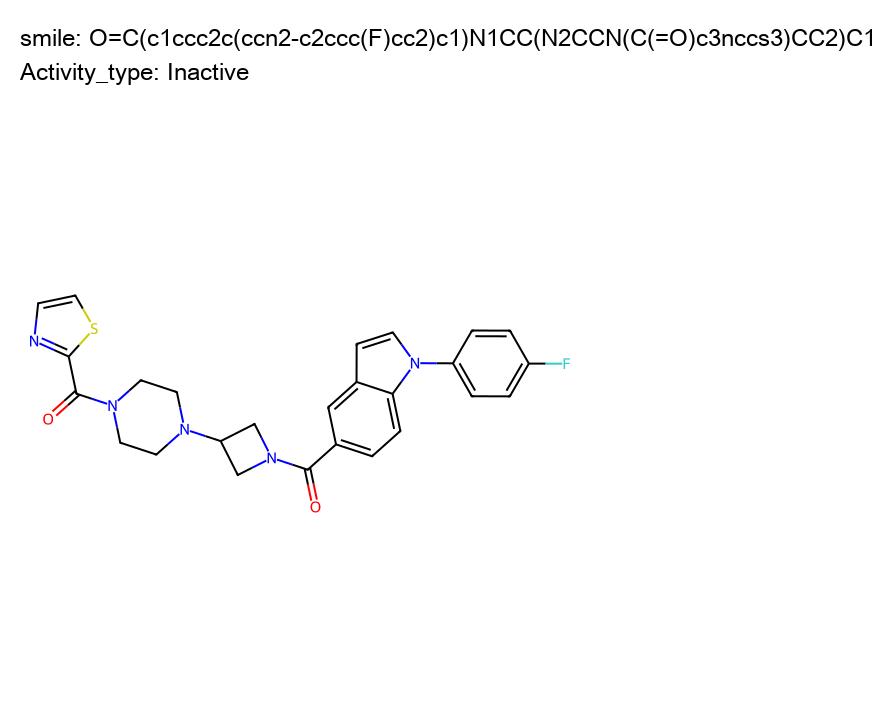 smile: O=C(c1ccc2c(ccn2-c2ccc(F)cc2)c1)N1CC(N2CCN(C(=O)c3nccs3)CC2)C1
Activity_type: Inactive
S
N
N
F
O
N
N
N
O